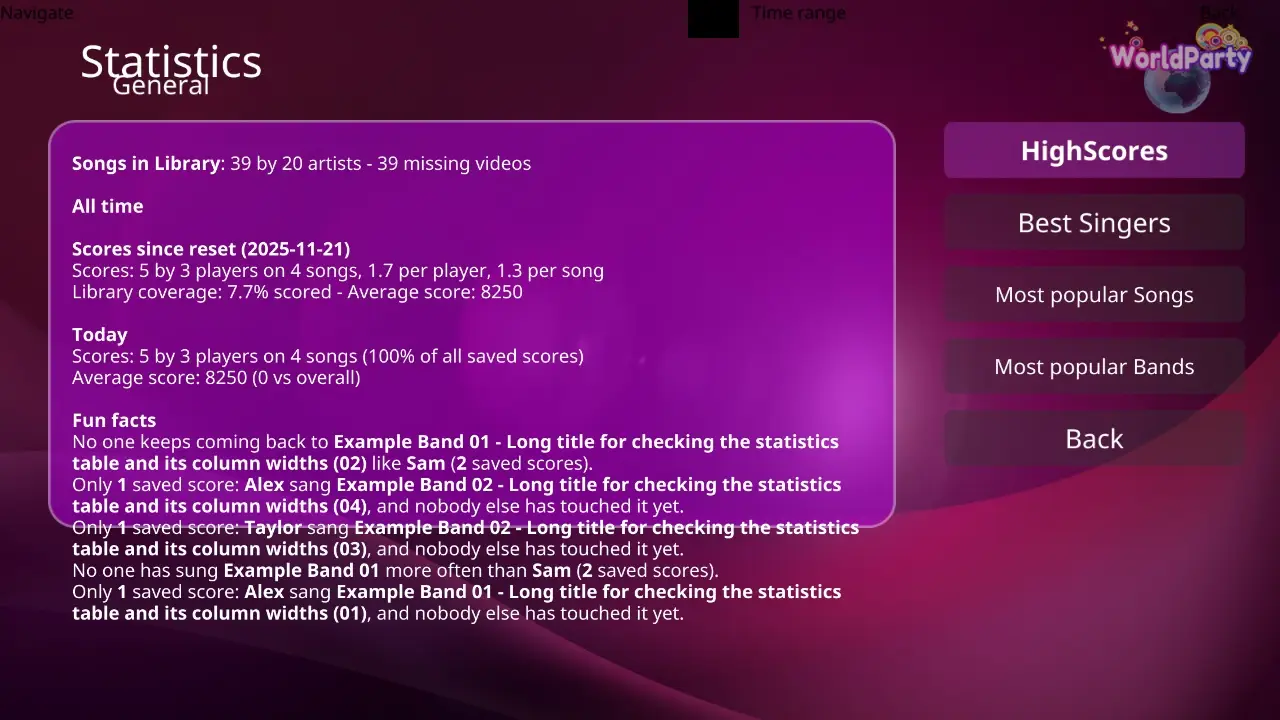 Navigate
Time range
Back
Statistics
General
WorldParty
Songs in Library: 39 by 20 artists - 39 missing videos
All time
Scores since reset (2025-11-21)
Scores: 5 by 3 players on 4 songs, 1.7 per player, 1.3 per song
Library coverage: 7.7% scored - Average score: 8250
Today
Scores: 5 by 3 players on 4 songs (100% of all saved scores)
Average score: 8250 (0 vs overall)
Fun facts
No one keeps coming back to Example Band 01 - Long title for checking the statistics
table and its column widths (02) like Sam (2 saved scores).
Only 1 saved score: Alex sang Example Band 02 - Long title for checking the statistics
table and its column widths (04), and nobody else has touched it yet.
Only 1 saved score: Taylor sang Example Band 02 - Long title for checking the statistics
table and its column widths (03), and nobody else has touched it yet.
No one has sung Example Band 01 more often than Sam (2 saved scores).
Only 1 saved score: Alex sang Example Band 01 - Long title for checking the statistics
table and its column widths (01), and nobody else has touched it yet.
HighScores
Best Singers
Most popular Songs
Most popular Bands
Back